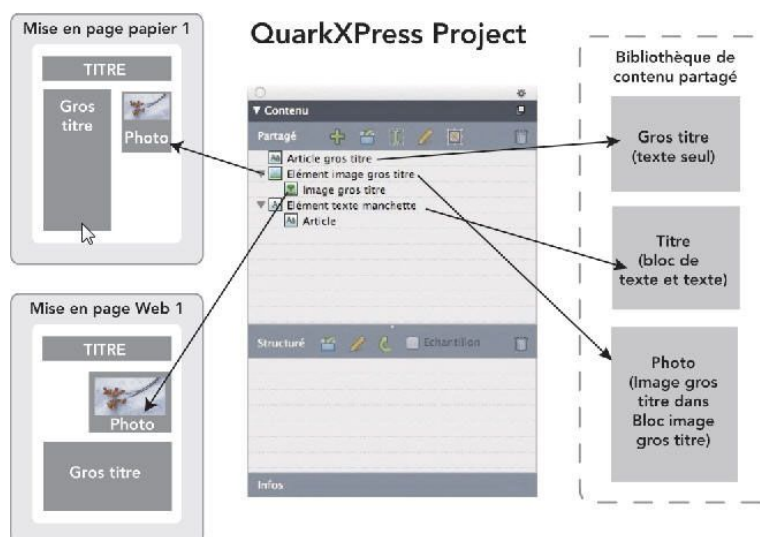 Mise en page papier 1
TITRE
Gros
titre
Photo
Mise en page Web 1
TITRE
Photo
Gros titre
QuarkXPress Project
Contenu
Partagé
Article gros titre
Elément image gros titre
Image gros titre
Elément texte manchette
Article
Structuré
Echantillon
Infos
Bibliothèque de
contenu partagé
Gros titre
(texte seul)
Titre
(bloc de
texte et texte)
Photo
(Image gros
titre dans
Bloc image
gros titre)